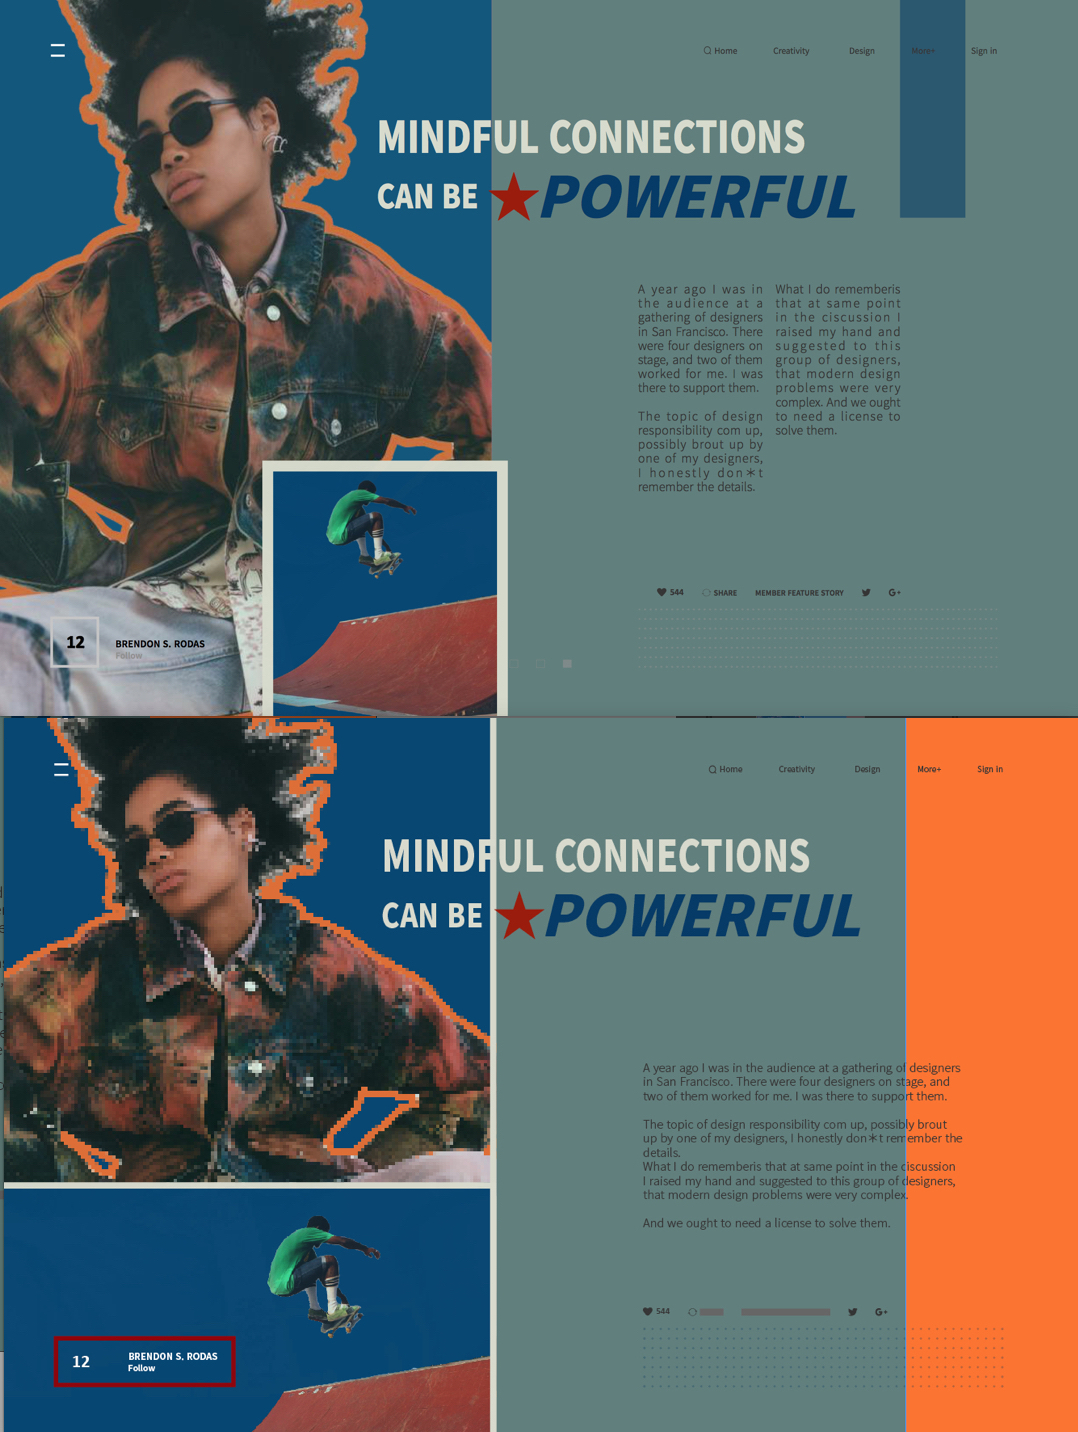 Home Creativity Design More+ Sign in
MINDFUL CONNECTIONS
CAN BE ★POWERFUL
A year ago I was in
the audience at a
gathering of designers
in San Francisco. There
were four designers on
stage, and two of them
worked for me. I was
there to support them.
The topic of design
responsibility com up,
possibly brout up by
one of my designers,
I honestly don*t
remember the details.
What I do rememberis
that at same point
in the ciscussion I
raised my hand and
suggested to this
group of designers,
that modern design
problems were very
complex. And we ought
to need a license to
solve them.
544 SHARE MEMBER FEATURE STORY G+
12 BRENDON S. RODAS
Follow
Home Creativity Design More+ Sign in
MINDFUL CONNECTIONS
CAN BE ★POWERFUL
A year ago I was in the audience at a gathering of designers
in San Francisco. There were four designers on stage, and
two of them worked for me. I was there to support them.
The topic of design responsibility com up, possibly brout
up by one of my designers, I honestly don*t remember the
details.
What I do rememberis that at same point in the ciscussion
I raised my hand and suggested to this group of designers,
that modern design problems were very complex.
And we ought to need a license to solve them.
544 G+
12 BRENDON S. RODAS
Follow